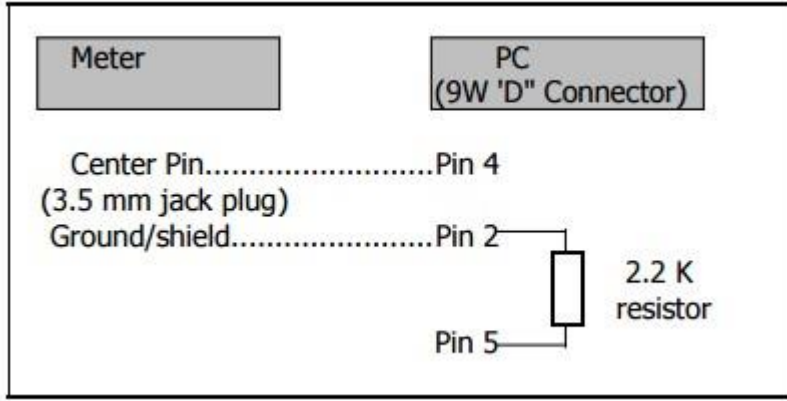 Meter
PC
(9W 'D" Connector)
Center Pin..........................Pin 4
(3.5 mm jack plug)
Ground/shield.......................Pin 2
2.2 K
resistor
Pin 5